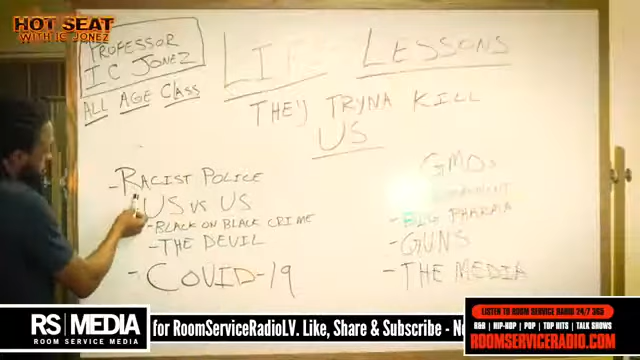 HOT SEAT
WITH IC JONEZ
PROFESSOR
IC JONEZ
ALL AGE CLASS
LIFE LESSONS
THEY TRYNA KILL
US
- RACIST POLICE
US VS US
- BLACK ON BLACK CRIME
- THE DEVIL
- COVID-19
GMOs
- BIG PHARMA
- GUNS
- THE MEDIA
RS|MEDIA
ROOM SERVICE MEDIA
for RoomServiceRadioLV. Like, Share & Subscribe -
LISTEN TO ROOM SERVICE RADIO 24/7 365
R&B | HIP-HOP | POP | TOP HITS | TALK SHOWS
ROOMSERVICERADIO.COM